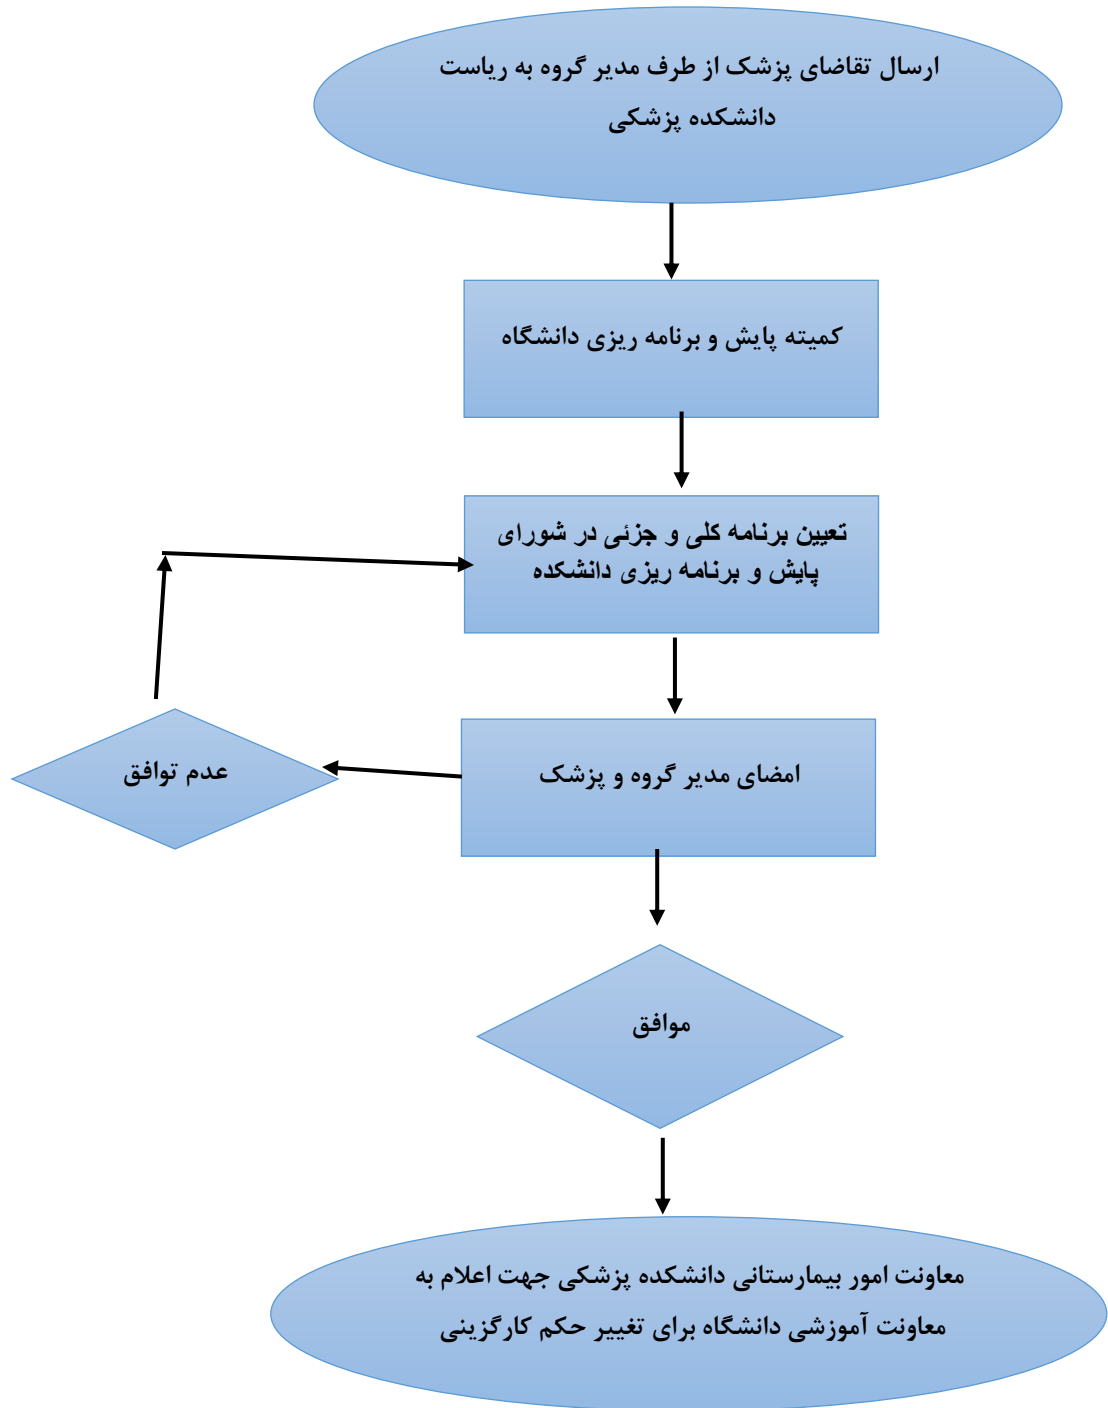 ارسال تقاضای پزشک از طرف مدیر گروه به ریاست
دانشکده پزشکی
کمیته پایش و برنامه ریزی دانشگاه
تعیین برنامه کلی و جزئی در شورای
پایش و برنامه ریزی دانشکده
امضای مدیر گروه و پزشک
عدم توافق
موافق
معاونت امور بیمارستانی دانشکده پزشکی جهت اعلام به
معاونت آموزشی دانشگاه برای تغییر حکم کارگزینی